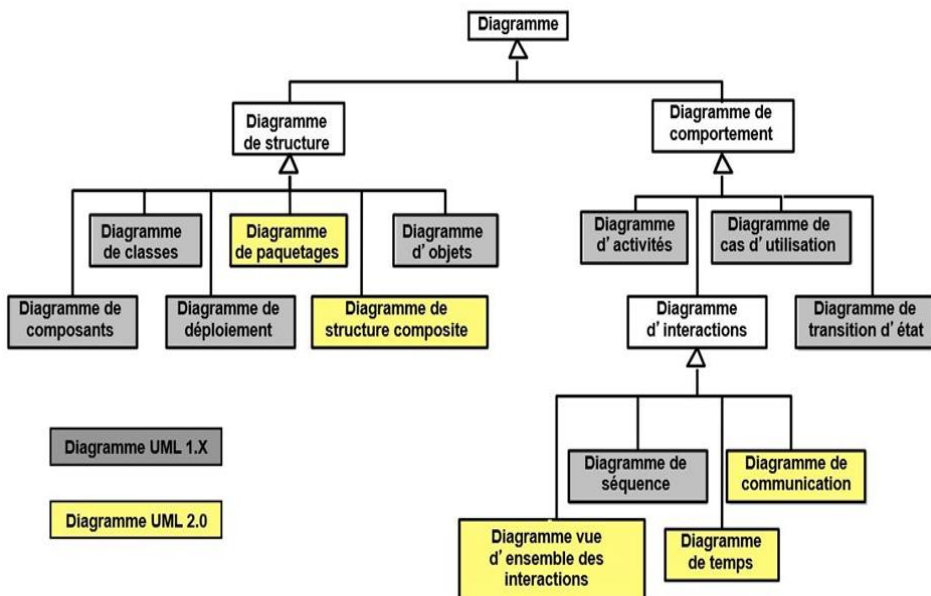 Diagramme
Diagramme
de structure
Diagramme de
comportement
Diagramme
de classes
Diagramme
de paquetages
Diagramme
d'objets
Diagramme
d'activités
Diagramme de
cas d'utilisation
Diagramme de
composants
Diagramme de
déploiement
Diagramme de
structure composite
Diagramme
d'interactions
Diagramme de
transition d'état
Diagramme UML 1.X
Diagramme UML 2.0
Diagramme de
séquence
Diagramme de
communication
Diagramme vue
d'ensemble des
interactions
Diagramme
de temps